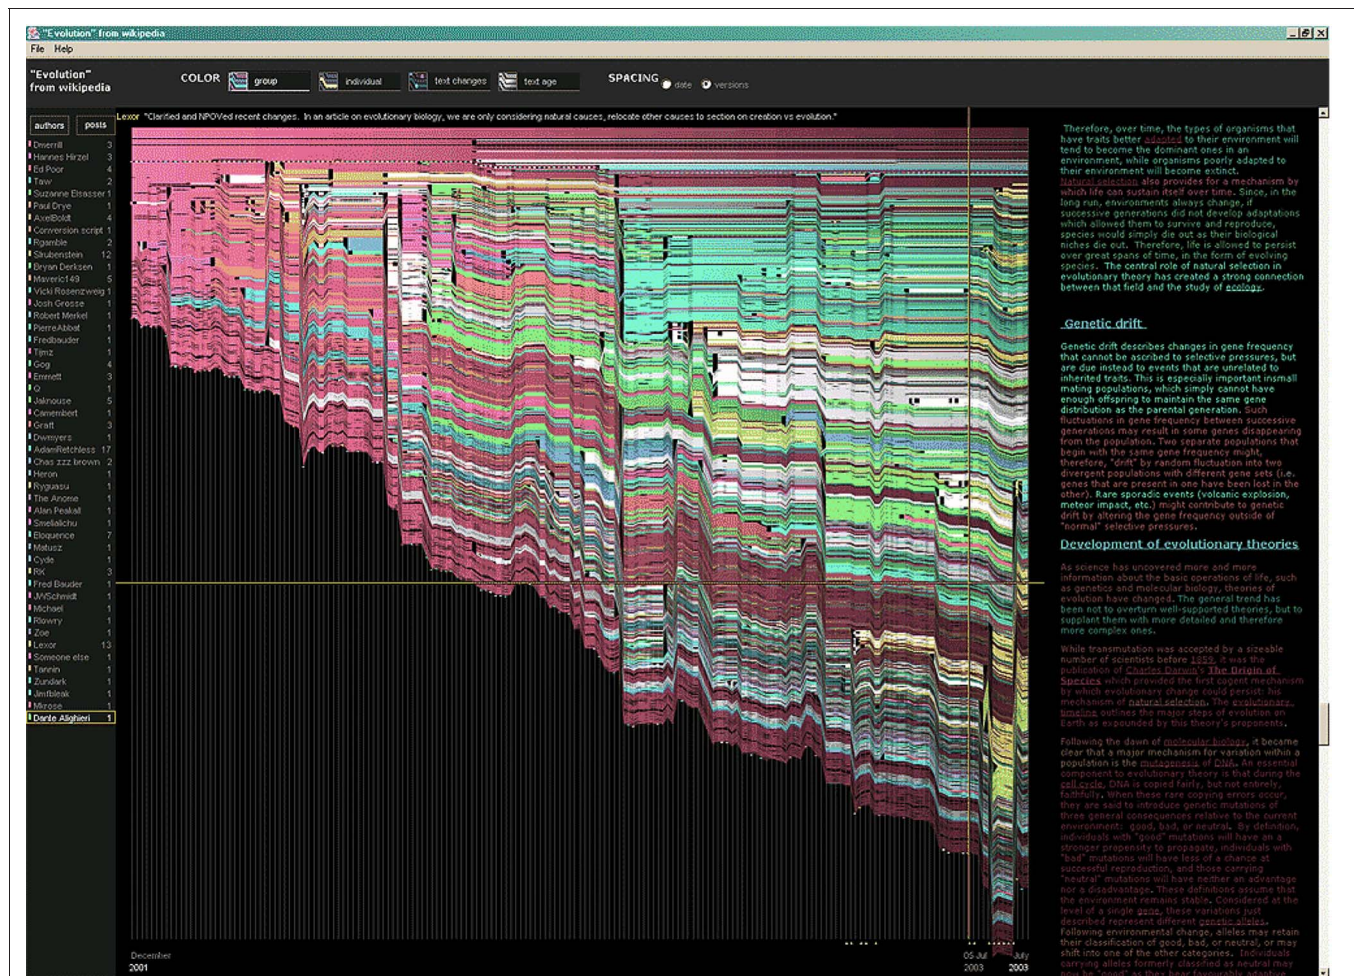 "Evolution" from wikipedia
File Help
"Evolution"
from wikipedia
COLOR group individual text changes text age SPACING date versions
authors posts
Lexor "Clarified and NPOVed recent changes. In an article on evolutionary biology, we are only considering natural causes, relocate other causes to section on creation vs evolution."
Dmerrill 3
Hannes Hirzel 3
Ed Poor 4
Taw 2
Suzanne Elsasser 1
Paul Drye 1
AxelBoldt 4
Conversion script 1
Rgamble 2
Slrubenstein 12
Bryan Derksen 1
Maveric149 5
Vicki Rosenzweig 1
Josh Grosse 1
Robert Merkel 1
PierreAbbat 1
Fredbauder 1
Tjmz 1
Gog 4
Emmett 3
O 1
Jaknouse 5
Camembert 1
Graft 3
Dwmyers 1
AdamRetchless 17
Chas zzz brown 2
Heron 1
Ryguasu 1
The Anome 1
Alan Peakall 1
Smelialichu 1
Eloquence 7
Matusz 1
Cyde 1
RK 3
Fred Bauder 1
JWSchmidt 1
Michael 1
Rlowry 1
Zoe 1
Lexor 13
Someone else 1
Tannin 1
Zundark 1
Jimfbleak 1
Mkrose 1
Dante Alighieri 1
Therefore, over time, the types of organisms that
have traits better adapted to their environment will
tend to become the dominant ones in an
environment, while organisms poorly adapted to
their environment will become extinct.
Natural selection also provides for a mechanism by
which life can sustain itself over time. Since, in the
long run, environments always change, if
successive generations did not develop adaptations
which allowed them to survive and reproduce,
species would simply die out as their biological
niches die out. Therefore, life is allowed to persist
over great spans of time, in the form of evolving
species. The central role of natural selection in
evolutionary theory has created a strong connection
between that field and the study of ecology.
Genetic drift
Genetic drift describes changes in gene frequency
that cannot be ascribed to selective pressures, but
are due instead to events that are unrelated to
inherited traits. This is especially important insmall
mating populations, which simply cannot have
enough offspring to maintain the same gene
distribution as the parental generation. Such
fluctuations in gene frequency between successive
generations may result in some genes disappearing
from the population. Two separate populations that
begin with the same gene frequency might,
therefore, "drift" by random fluctuation into two
divergent populations with different gene sets (i.e.
genes that are present in one have been lost in the
other). Rare sporadic events (volcanic explosion,
meteor impact, etc.) might contribute to genetic
drift by altering the gene frequency outside of
"normal" selective pressures.
Development of evolutionary theories
As science has uncovered more and more
information about the basic operations of life, such
as genetics and molecular biology, theories of
evolution have changed. The general trend has
been not to overturn well-supported theories, but to
supplant them with more detailed and therefore
more complex ones.
While transmutation was accepted by a sizeable
number of scientists before 1859, it was the
publication of Charles Darwin's The Origin of
Species which provided the first cogent mechanism
by which evolutionary change could persist: his
mechanism of natural selection. The evolutionary
timeline outlines the major steps of evolution on
Earth as expounded by this theory's proponents.
Following the dawn of molecular biology, it became
clear that a major mechanism for variation within a
population is the mutagenesis of DNA. An essential
component to evolutionary theory is that during the
cell cycle, DNA is copied fairly, but not entirely,
faithfully. When these rare copying errors occur,
they are said to introduce genetic mutations of
three general consequences relative to the current
environment: good, bad, or neutral. By definition,
individuals with "good" mutations will have an a
stronger propensity to propagate, individuals with
"bad" mutations will have less of a chance at
successful reproduction, and those carrying
"neutral" mutations will have neither an advantage
nor a disadvantage. These definitions assume that
the environment remains stable. Considered at the
level of a single gene, these variations just
described represent different genetic alleles.
Following environmental change, alleles may retain
their classification of good, bad, or neutral, or may
shift into one of the other categories. Individuals
carrying alleles formerly classified as neutral may
now be "good" as they bear favourable
December
2001
05 Jul
2003
July
2003